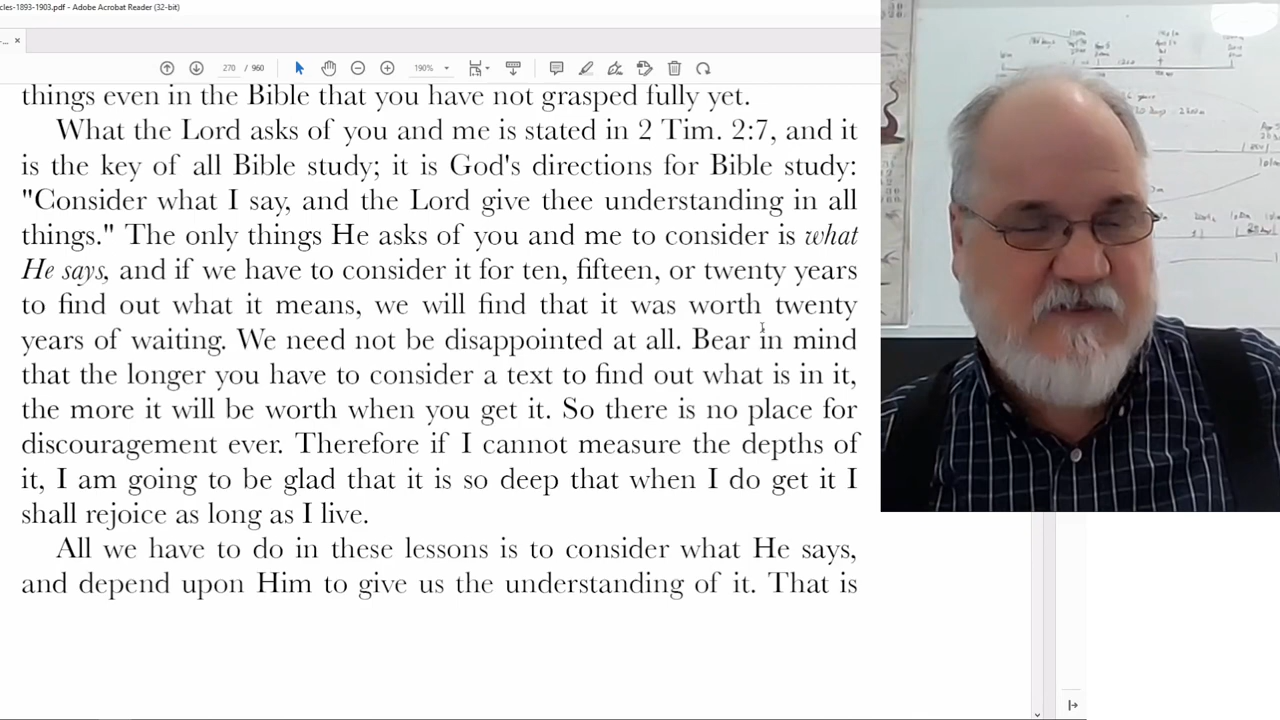 cles-1893-1903.pdf - Adobe Acrobat Reader (32-bit)
-... ×
270 / 960
190%
things even in the Bible that you have not grasped fully yet.
What the Lord asks of you and me is stated in 2 Tim. 2:7, and it
is the key of all Bible study; it is God's directions for Bible study:
"Consider what I say, and the Lord give thee understanding in all
things." The only things He asks of you and me to consider is what
He says, and if we have to consider it for ten, fifteen, or twenty years
to find out what it means, we will find that it was worth twenty
years of waiting. We need not be disappointed at all. Bear in mind
that the longer you have to consider a text to find out what is in it,
the more it will be worth when you get it. So there is no place for
discouragement ever. Therefore if I cannot measure the depths of
it, I am going to be glad that it is so deep that when I do get it I
shall rejoice as long as I live.
All we have to do in these lessons is to consider what He says,
and depend upon Him to give us the understanding of it. That is